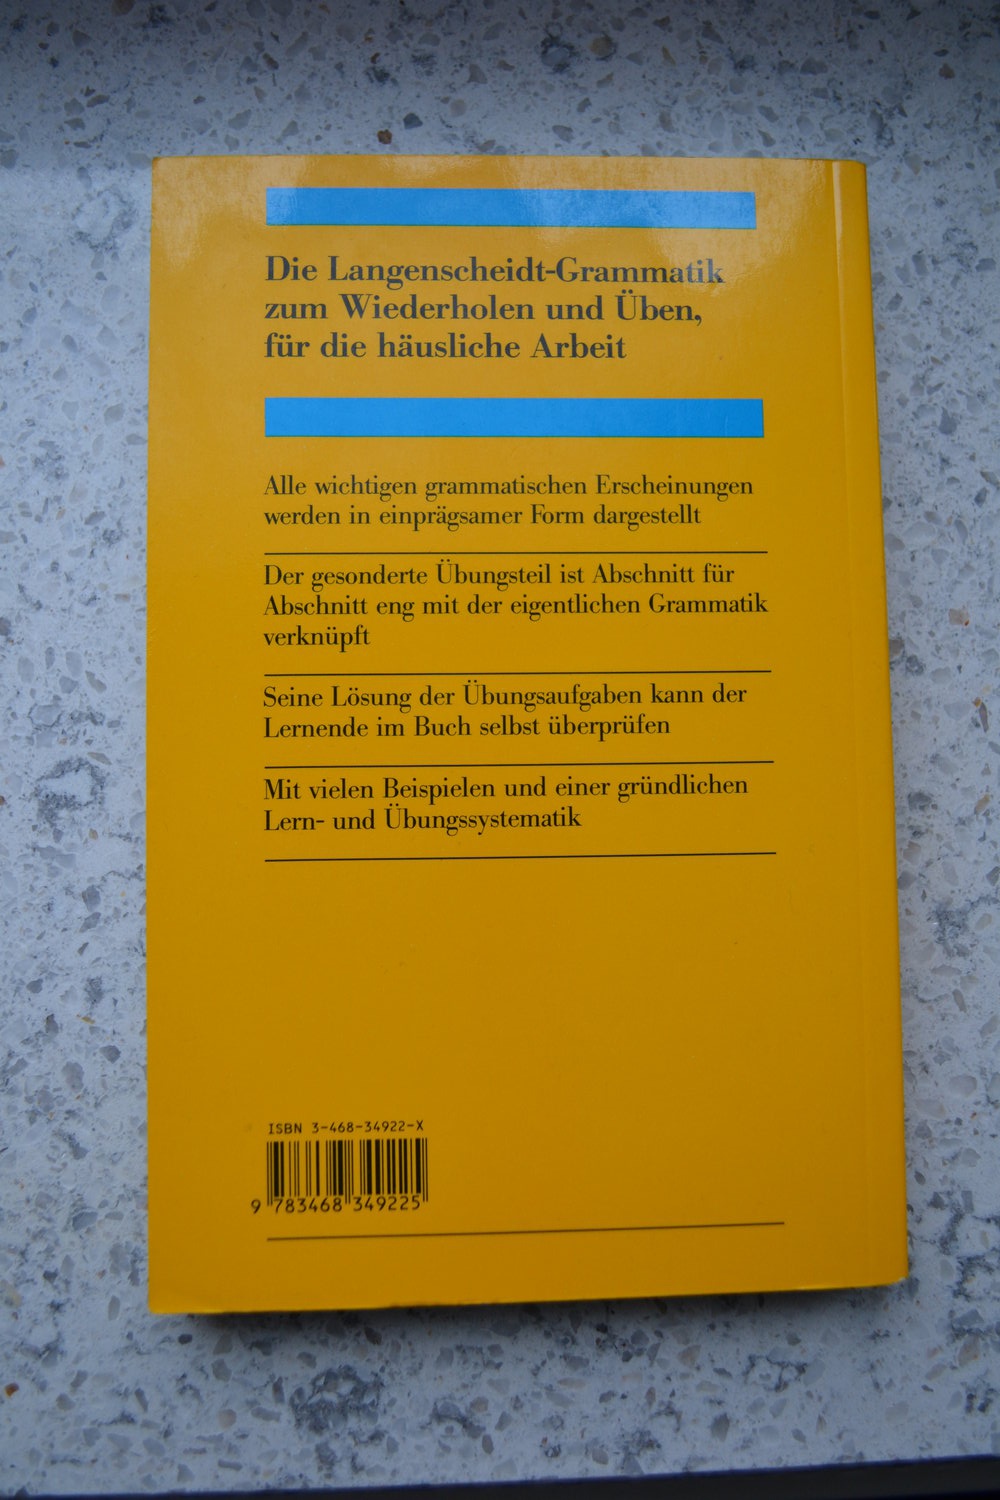 Die Langenscheidt-Grammatik
zum Wiederholen und Üben,
für die häusliche Arbeit
Alle wichtigen grammatischen Erscheinungen
werden in einprägsamer Form dargestellt
Der gesonderte Übungsteil ist Abschnitt für
Abschnitt eng mit der eigentlichen Grammatik
verknüpft
Seine Lösung der Übungsaufgaben kann der
Lernende im Buch selbst überprüfen
Mit vielen Beispielen und einer gründlichen
Lern- und Übungssystematik
ISBN 3-468-34922-X
9 783468 349225